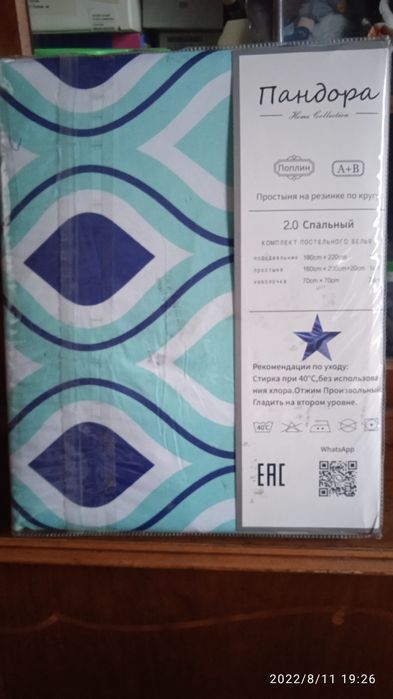 Пандора
Home Collection
Поплин
A+B
Простыня на резинке по кругу
2.0 Спальный
КОМПЛЕКТ ПОСТЕЛЬНОГО БЕЛЬЯ
пододеяльник 180cm × 220cm
простыня 160cm × 200cm+20cm
наволочка 70cm × 70cm
Рекомендации по уходу:
Стирка при 40°C,без использова
ния хлора.Отжим Произвольный
Гладить на втором уровне.
40°C
WhatsApp
EAC
2022/8/11 19:26